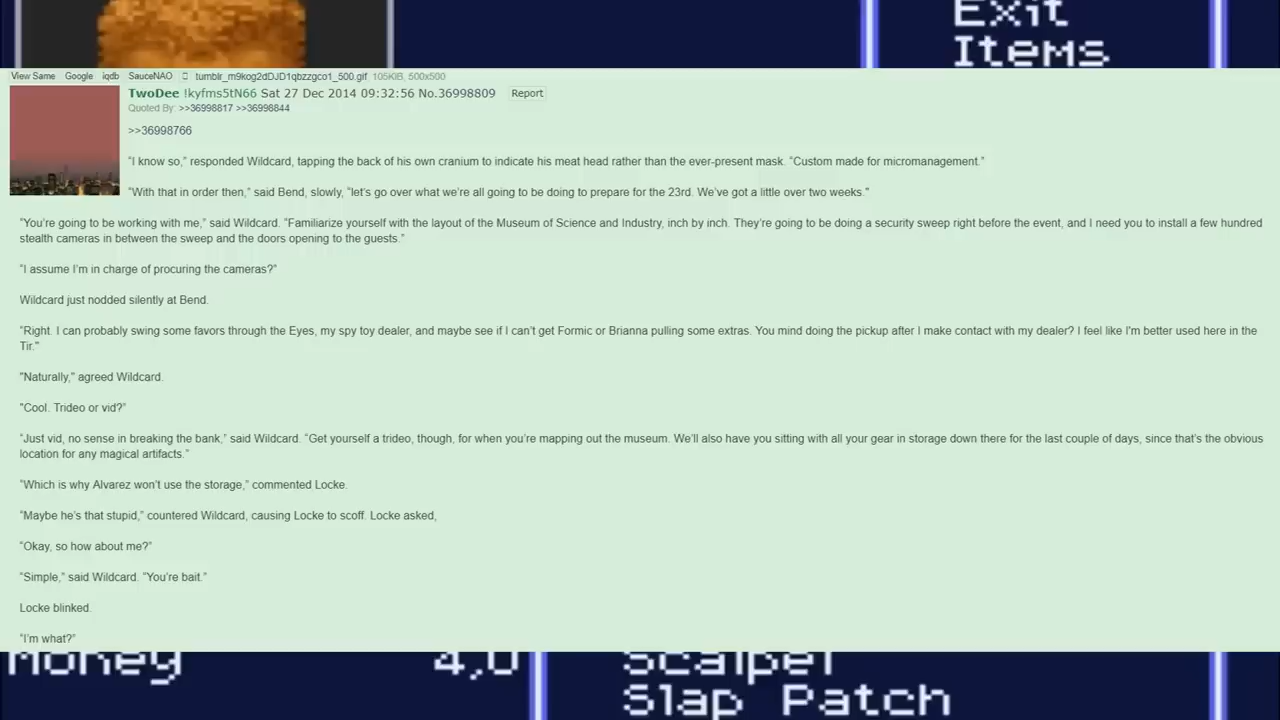 Exit
Items
View Same Google iqdb SauceNAO tumblr_m9kog2dDJD1qbzzgco1_500.gif 105KiB, 500x500
TwoDee !kyfms5tN66 Sat 27 Dec 2014 09:32:56 No.36998809 Report
Quoted By: >>36998817 >>36998844
>>36998766
“I know so,” responded Wildcard, tapping the back of his own cranium to indicate his meat head rather than the ever-present mask. “Custom made for micromanagement.”
“With that in order then,” said Bend, slowly, “let’s go over what we’re all going to be doing to prepare for the 23rd. We’ve got a little over two weeks.”
“You’re going to be working with me,” said Wildcard. “Familiarize yourself with the layout of the Museum of Science and Industry, inch by inch. They’re going to be doing a security sweep right before the event, and I need you to install a few hundred
stealth cameras in between the sweep and the doors opening to the guests.”
“I assume I’m in charge of procuring the cameras?”
Wildcard just nodded silently at Bend.
“Right. I can probably swing some favors through the Eyes, my spy toy dealer, and maybe see if I can’t get Formic or Brianna pulling some extras. You mind doing the pickup after I make contact with my dealer? I feel like I'm better used here in the
Tir.”
“Naturally,” agreed Wildcard.
“Cool. Trideo or vid?”
“Just vid, no sense in breaking the bank,” said Wildcard. “Get yourself a trideo, though, for when you’re mapping out the museum. We’ll also have you sitting with all your gear in storage down there for the last couple of days, since that’s the obvious
location for any magical artifacts.”
“Which is why Alvarez won’t use the storage,” commented Locke.
“Maybe he’s that stupid,” countered Wildcard, causing Locke to scoff. Locke asked,
“Okay, so how about me?”
“Simple,” said Wildcard. “You’re bait.”
Locke blinked.
“I’m what?”
Money 4,0 Scalpel
Slap Patch